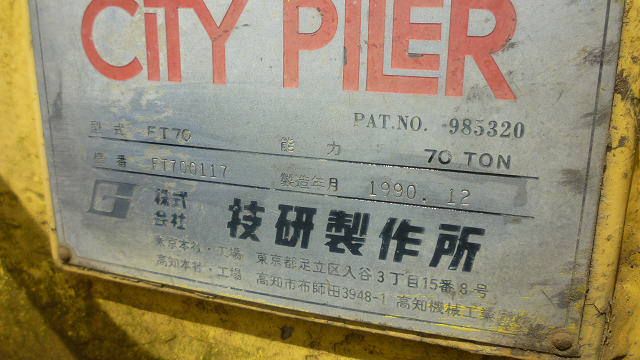 CITY PILER
PAT.NO. 985320
型式 FT70 能力 70 TON
座番 FT700117 製造年月 1990.12
株式会社 技研製作所
東京本社・工場 東京都足立区入谷3丁目15番8号
高知本社・工場 高知市布師田3948-1 高知機械工業